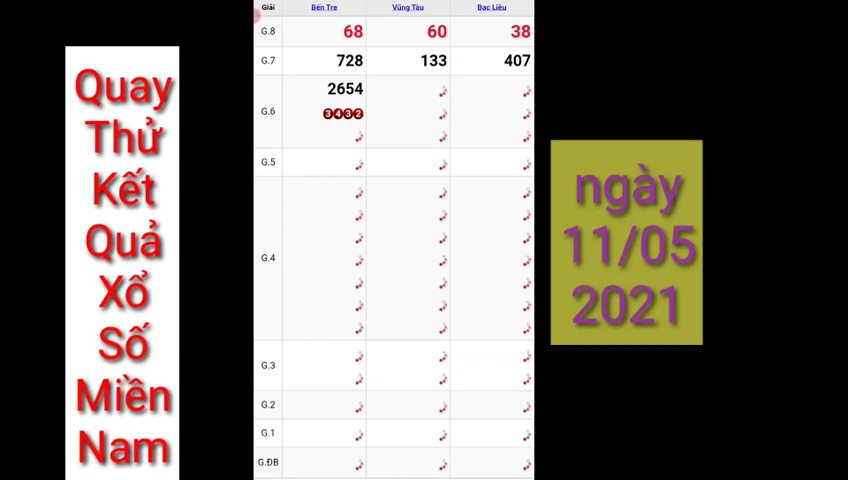 Quay
Thử
Kết
Quả
Xổ
Số
Miền
Nam
Giải Bến Tre Vũng Tàu Bạc Liêu
G.8 68 60 38
G.7 728 133 407
2654
G.6 3432
G.5
G.4
G.3
G.2
G.1
G.ĐB
ngày
11/05
2021